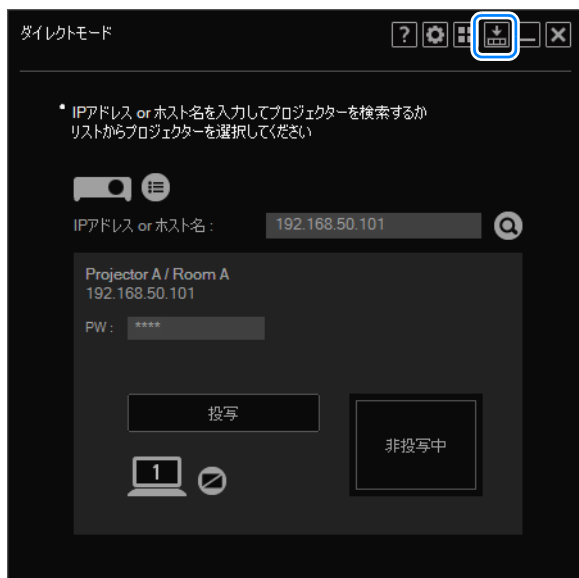 ダイレクトモード
?
• IPアドレス or ホスト名を入力してプロジェクターを検索するか
リストからプロジェクターを選択してください
IPアドレス or ホスト名 :
192.168.50.101
Projector A / Room A
192.168.50.101
PW : ****
投写
非投写中
1